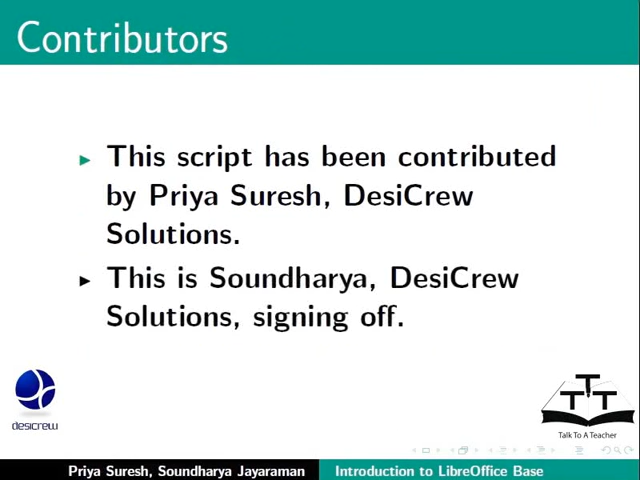 Contributors
This script has been contributed
by Priya Suresh, DesiCrew
Solutions.
This is Soundharya, DesiCrew
Solutions, signing off.
desicrew
T
T T
Talk To A Teacher
Priya Suresh, Soundharya Jayaraman Introduction to LibreOffice Base